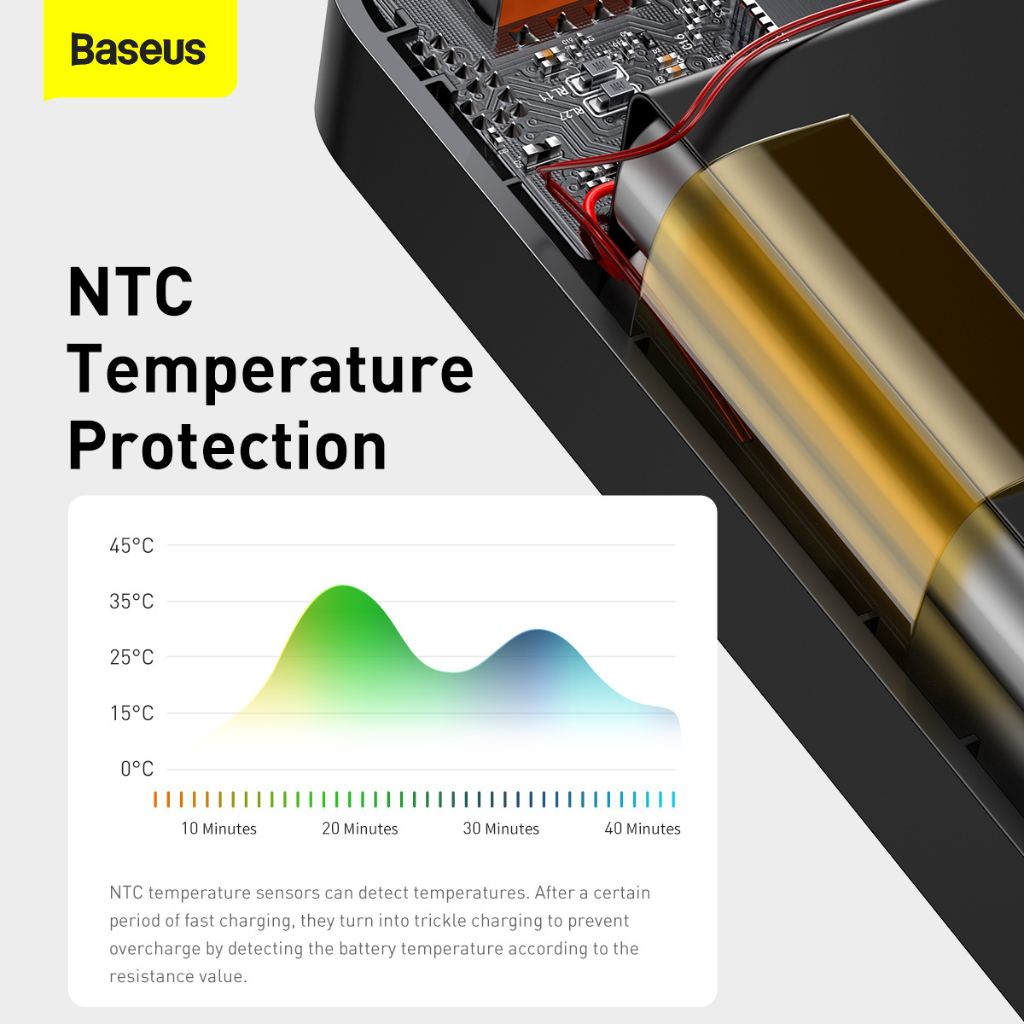 Baseus
RL11
RL27
NTC
Temperature
Protection
45°C
35°C
25°C
15°C
0°C
10 Minutes
20 Minutes
30 Minutes
40 Minutes
NTC temperature sensors can detect temperatures. After a certain
period of fast charging, they turn into trickle charging to prevent
overcharge by detecting the battery temperature according to the
resistance value.